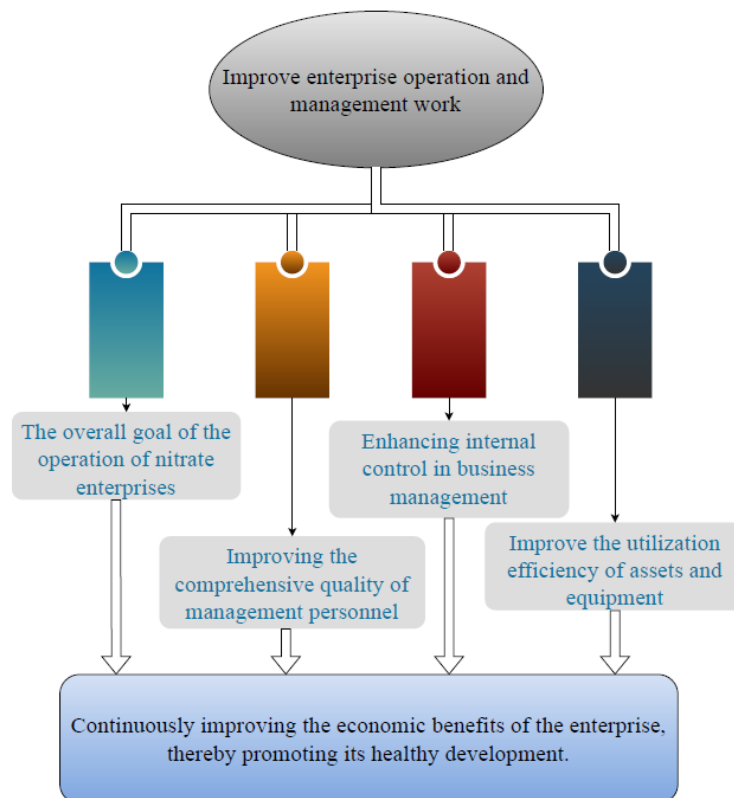 Improve enterprise operation and
management work
The overall goal of the
operation of nitrate
enterprises
Enhancing internal
control in business
management
Improving the
comprehensive quality of
management personnel
Improve the utilization
efficiency of assets and
equipment
Continuously improving the economic benefits of the enterprise,
thereby promoting its healthy development.